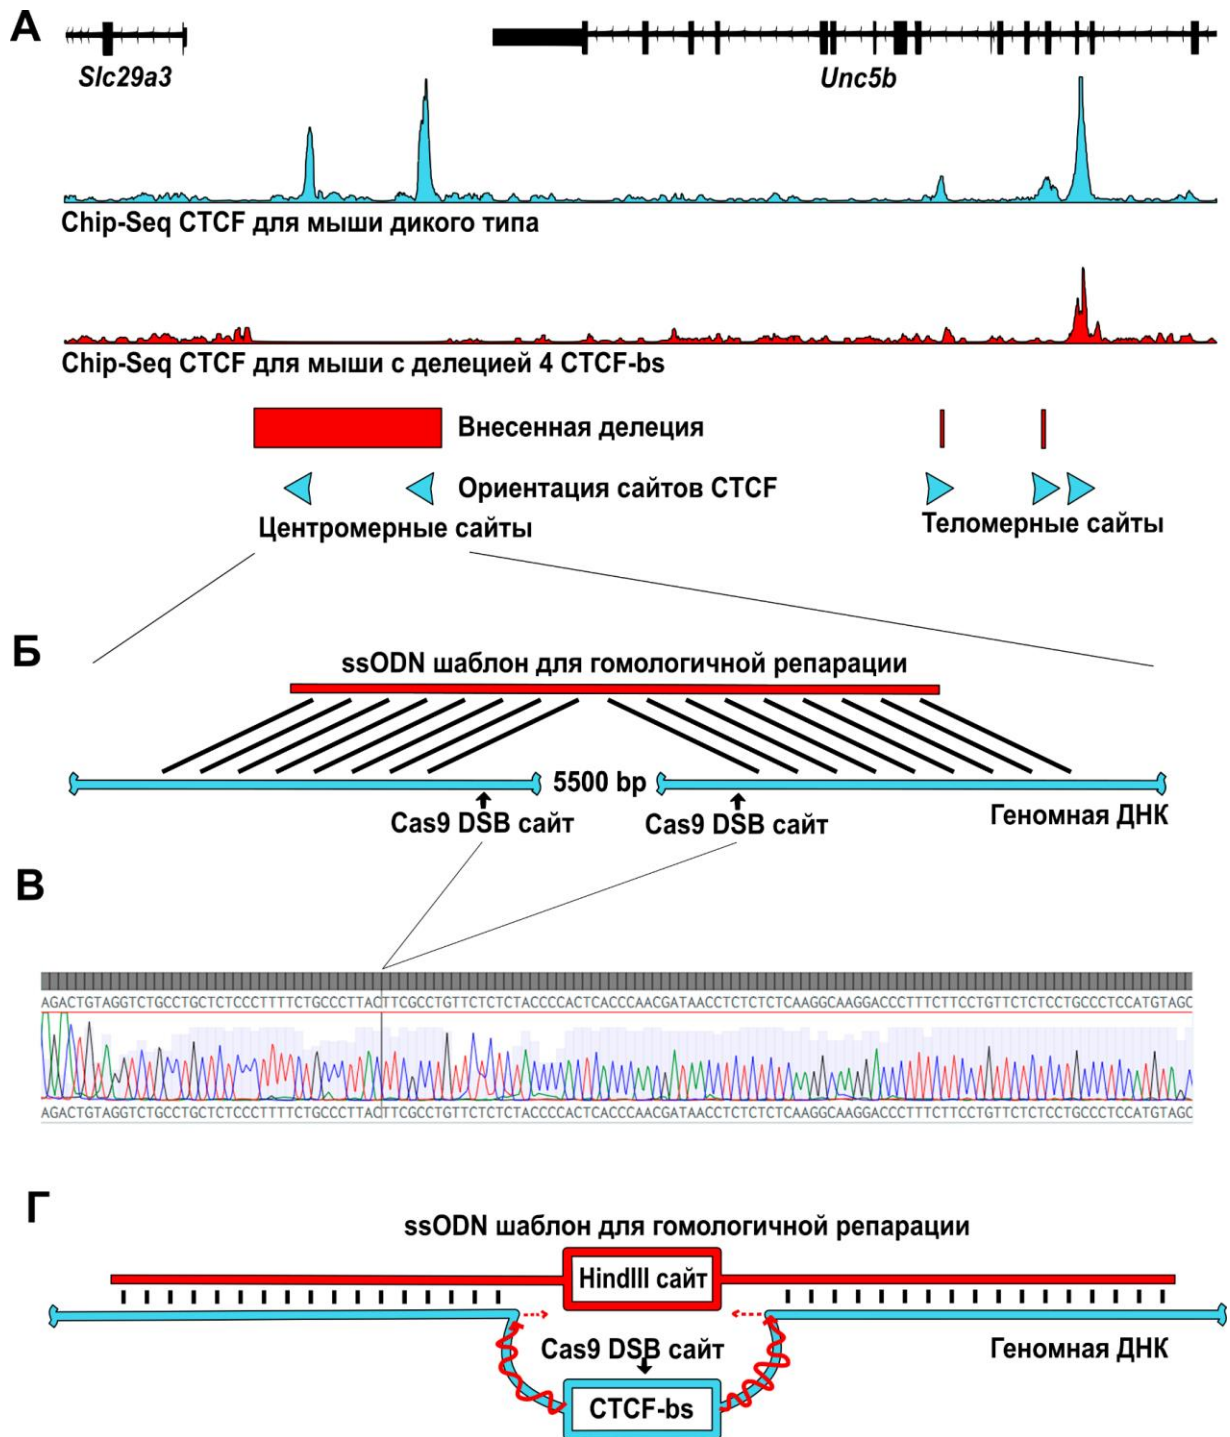 А
Slc29a3
Unc5b
Chip-Seq CTCF для мыши дикого типа
Chip-Seq CTCF для мыши с делецией 4 CTCF-bs
Внесенная делеция
Ориентация сайтов CTCF
Центромерные сайты
Теломерные сайты
Б
ssODN шаблон для гомологичной репарации
5500 bp
Cas9 DSB сайт
Cas9 DSB сайт
Геномная ДНК
В
AGACTGTAGGTCTGCCTGCTCTCCCTTTTCTGCCCTTACTTCGCCTGTTCTCTCTACCCCACTCACCCAACGATAACCTCTCTCTCAAGGCAAGGACCCTTTCTTCCTGTTCTCTCCTGCCCTCCATGTAGC
AGACTGTAGGTCTGCCTGCTCTCCCTTTTCTGCCCTTACTTCGCCTGTTCTCTCTACCCCACTCACCCAACGATAACCTCTCTCTCAAGGCAAGGACCCTTTCTTCCTGTTCTCTCCTGCCCTCCATGTAGC
Г
ssODN шаблон для гомологичной репарации
HindIII сайт
Cas9 DSB сайт
Геномная ДНК
CTCF-bs